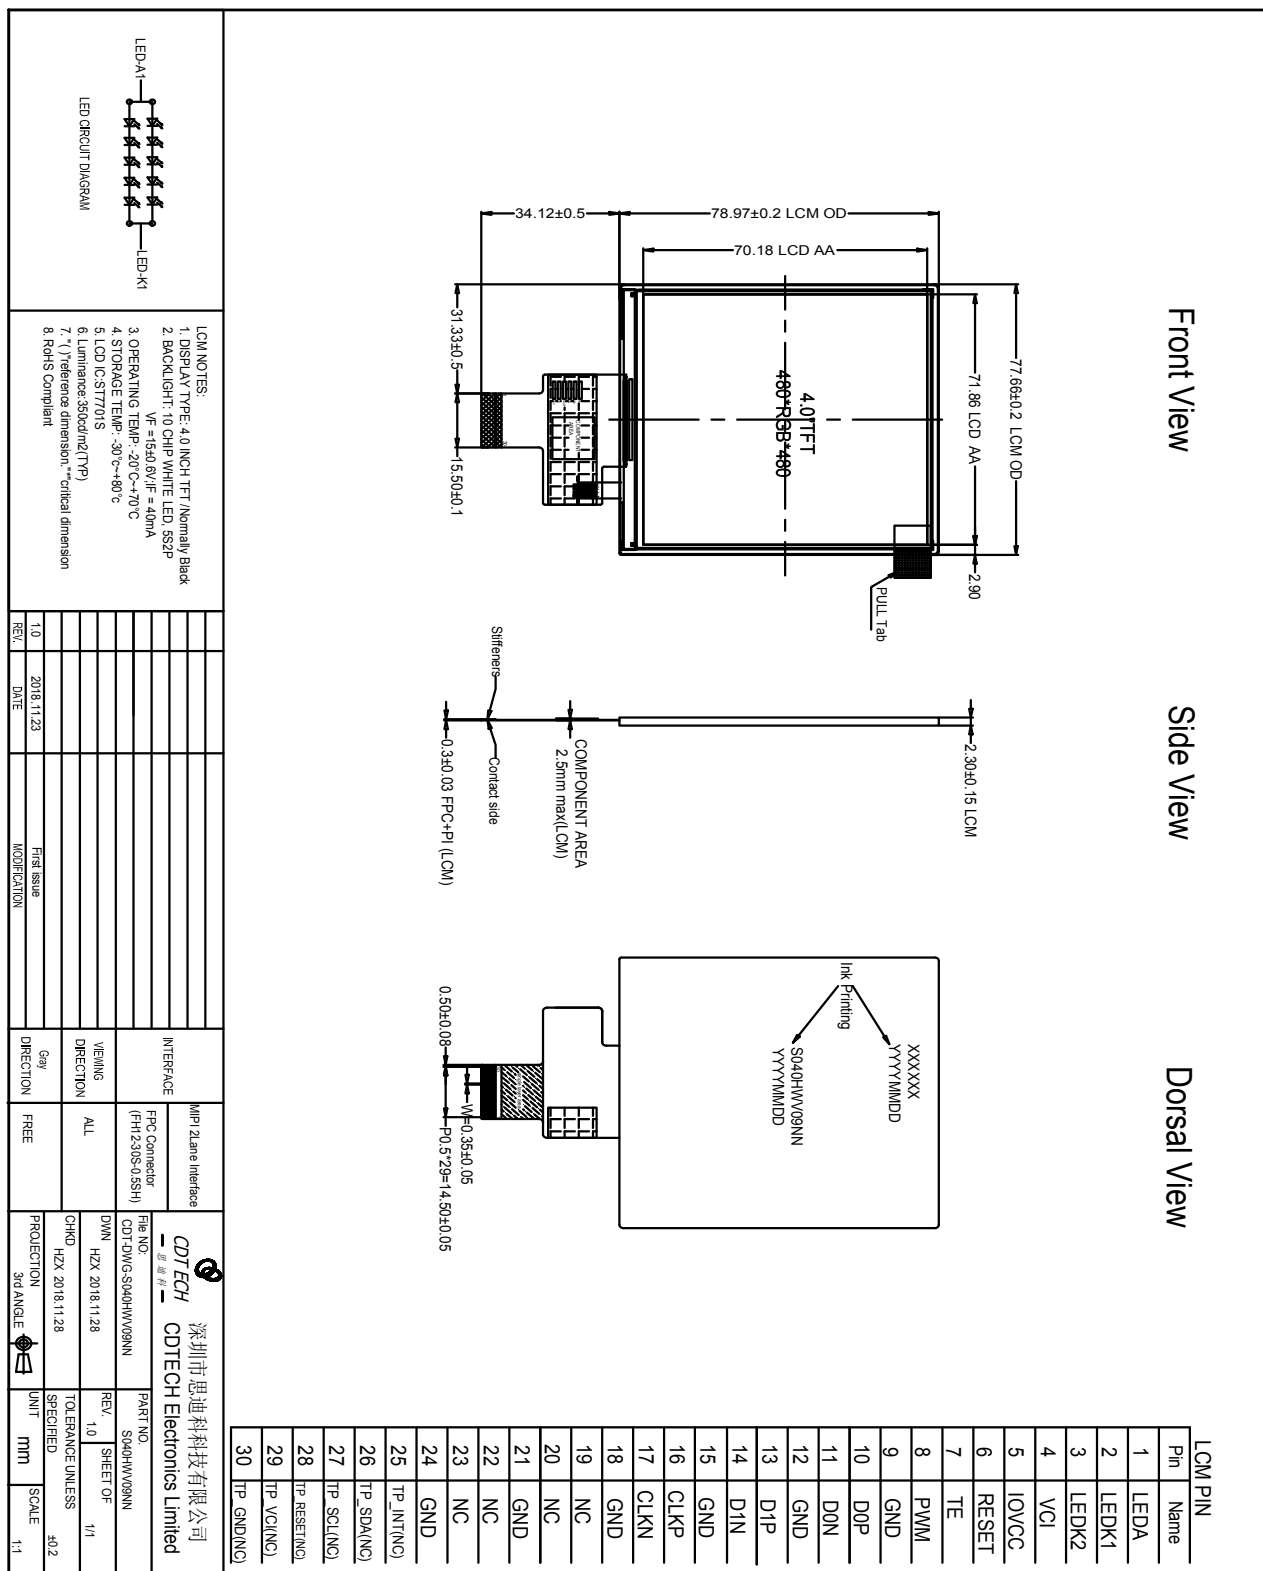 Front View
Side View
Dorsal View
77.66±0.2 LCM OD
71.86 LCD AA
2.90
78.97±0.2 LCM OD
70.18 LCD AA
34.12±0.5
4.0"TFT
480*RGB*480
PULL Tab
31.33±0.5
15.50±0.1
COMPONENT
AREA
2.30±0.15 LCM
COMPONENT AREA
2.5mm max(LCM)
Stiffeners
Contact side
0.3±0.03 FPC+PI (LCM)
XXXXXX
YYYYMMDD
S040HWV09NN
YYYYMMDD
Ink Printing
0.50±0.08
W=0.35±0.05
P0.5*29=14.50±0.05
LCM PIN
Pin Name
1 LEDA
2 LEDK1
3 LEDK2
4 VCI
5 IOVCC
6 RESET
7 TE
8 PWM
9 GND
10 D0P
11 D0N
12 GND
13 D1P
14 D1N
15 GND
16 CLKP
17 CLKN
18 GND
19 NC
20 NC
21 GND
22 NC
23 NC
24 GND
25 TP_INT(NC)
26 TP_SDA(NC)
27 TP_SCL(NC)
28 TP RESET(NC)
29 TP_VCI(NC)
30 TP_GND(NC)
LED-A1
LED-K1
LED CIRCUIT DIAGRAM
LCM NOTES:
1. DISPLAY TYPE: 4.0 INCH TFT /Normally Black
2. BACKLIGHT: 10 CHIP WHITE LED, 5S2P
VF =15±0.6V;IF = 40mA
3. OPERATING TEMP: -20°C~+70°C
4. STORAGE TEMP: -30°c~+80°c
5. LCD IC:ST7701S
6. Luminance:350cd/m2(TYP)
7. "( )"reference dimension."*"critical dimension
8. RoHS Compliant
1.0 2018.11.23 First issue
REV. DATE MODIFICATION
INTERFACE
MIPI 2Lane Interface
FPC Connector
(FH12-30S-0.5SH)
VIEWING
DIRECTION
ALL
Gray
DIRECTION
FREE
CDT ECH
思 迪 科
深圳市思迪科科技有限公司
CDTECH Electronics Limited
File NO:
CDT-DWG-S040HWV09NN
PART NO.
S040HWV09NN
DWN
HZX 2018.11.28
REV.
1.0
SHEET OF
1/1
CHKD
HZX 2018.11.28
TOLERANCE UNLESS
SPECIFIED
±0.2
PROJECTION
3rd ANGLE
UNIT
mm
SCALE
1:1